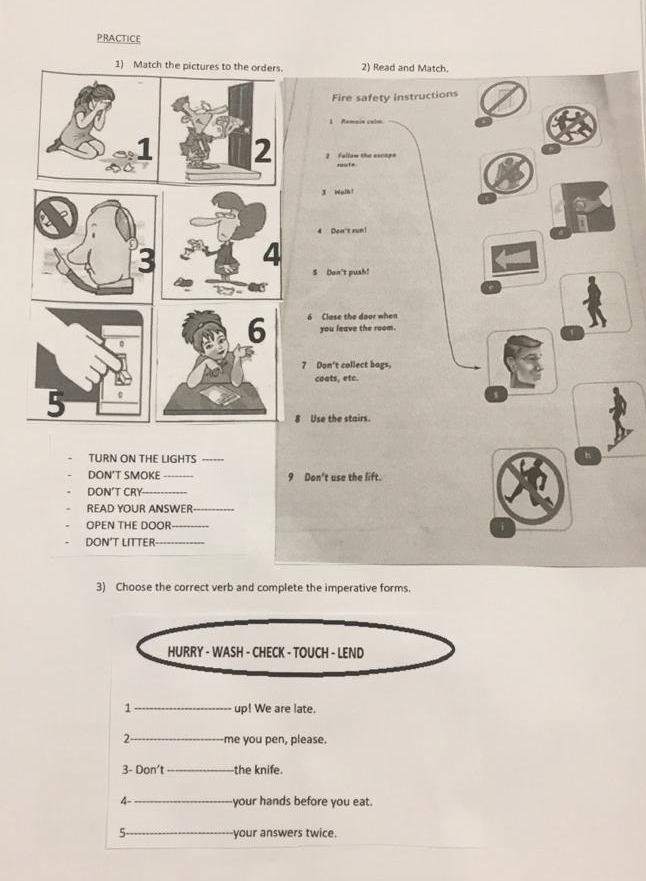 PRACTICE
1) Match the pictures to the orders.
2) Read and Match.
1
2
3
4
5
6
Fire safety instructions
1 Remain calm.
2 Follow the escape
route.
3 Walk!
4 Don't run!
5 Don't push!
6 Close the door when
you leave the room.
7 Don't collect bags,
coats, etc.
8 Use the stairs.
9 Don't use the lift.
a
b
c
d
e
f
g
h
i
- TURN ON THE LIGHTS ------
- DON'T SMOKE --------
- DON'T CRY------------
- READ YOUR ANSWER-----------
- OPEN THE DOOR----------
- DON'T LITTER-------------
3) Choose the correct verb and complete the imperative forms.
HURRY - WASH - CHECK - TOUCH - LEND
1 ---------------------- up! We are late.
2----------------------me you pen, please.
3- Don't ----------------the knife.
4- ----------------------your hands before you eat.
5------------------------your answers twice.